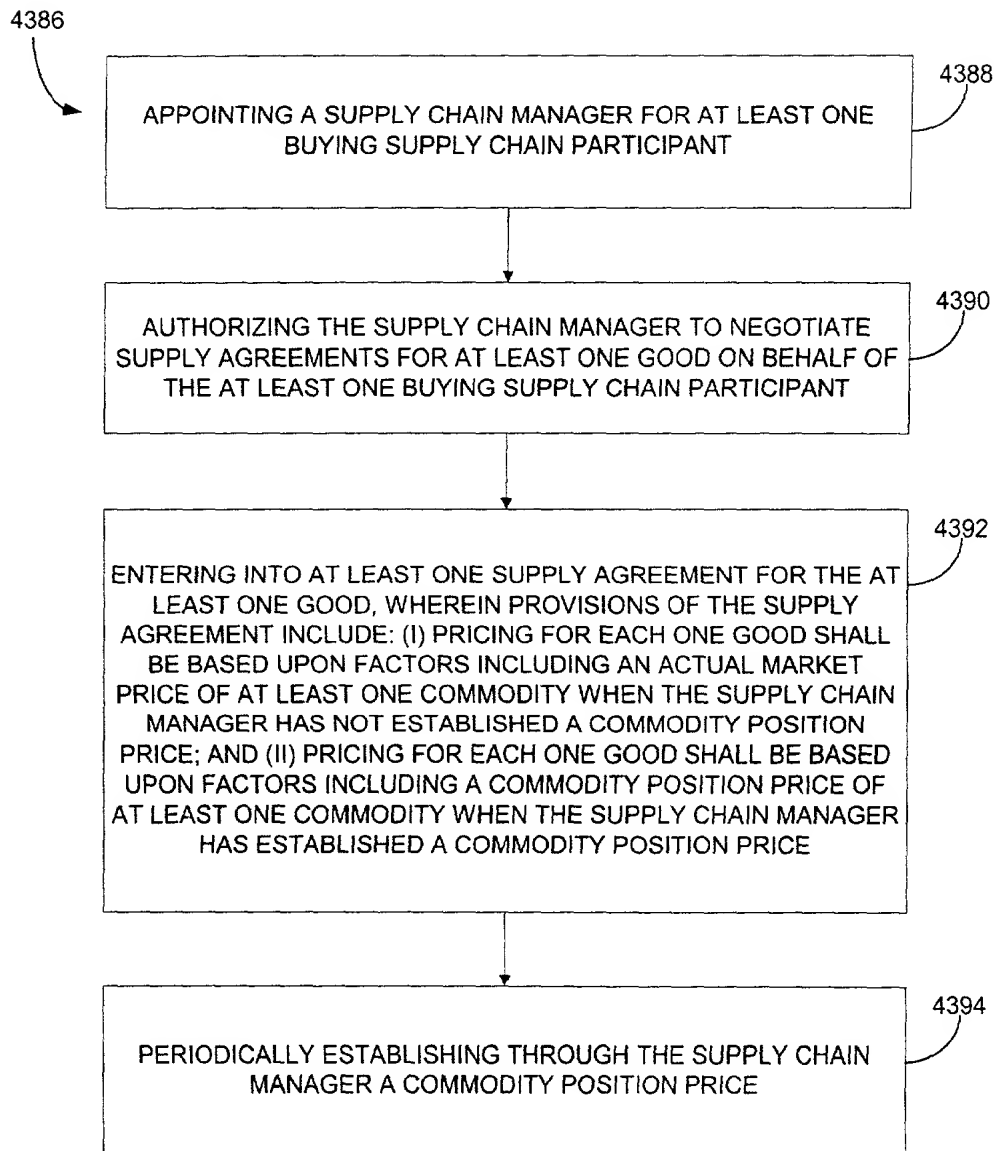 4386
4388
APPOINTING A SUPPLY CHAIN MANAGER FOR AT LEAST ONE
BUYING SUPPLY CHAIN PARTICIPANT
4390
AUTHORIZING THE SUPPLY CHAIN MANAGER TO NEGOTIATE
SUPPLY AGREEMENTS FOR AT LEAST ONE GOOD ON BEHALF OF
THE AT LEAST ONE BUYING SUPPLY CHAIN PARTICIPANT
4392
ENTERING INTO AT LEAST ONE SUPPLY AGREEMENT FOR THE AT
LEAST ONE GOOD, WHEREIN PROVISIONS OF THE SUPPLY
AGREEMENT INCLUDE: (I) PRICING FOR EACH ONE GOOD SHALL
BE BASED UPON FACTORS INCLUDING AN ACTUAL MARKET
PRICE OF AT LEAST ONE COMMODITY WHEN THE SUPPLY CHAIN
MANAGER HAS NOT ESTABLISHED A COMMODITY POSITION
PRICE; AND (II) PRICING FOR EACH ONE GOOD SHALL BE BASED
UPON FACTORS INCLUDING A COMMODITY POSITION PRICE OF
AT LEAST ONE COMMODITY WHEN THE SUPPLY CHAIN MANAGER
HAS ESTABLISHED A COMMODITY POSITION PRICE
4394
PERIODICALLY ESTABLISHING THROUGH THE SUPPLY CHAIN
MANAGER A COMMODITY POSITION PRICE